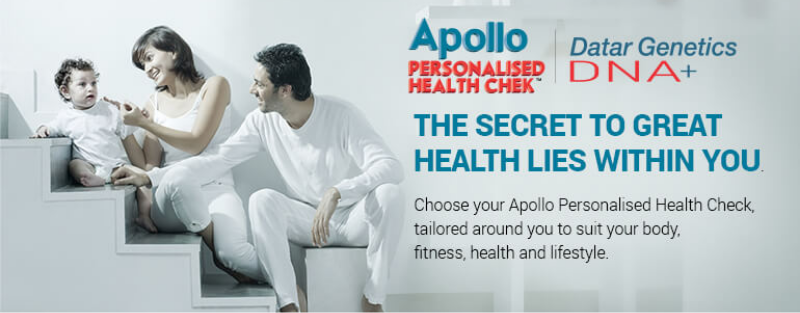 Apollo
PERSONALISED
HEALTH CHEK™
Datar Genetics
DNA+
THE SECRET TO GREAT
HEALTH LIES WITHIN YOU.
Choose your Apollo Personalised Health Check,
tailored around you to suit your body,
fitness, health and lifestyle.